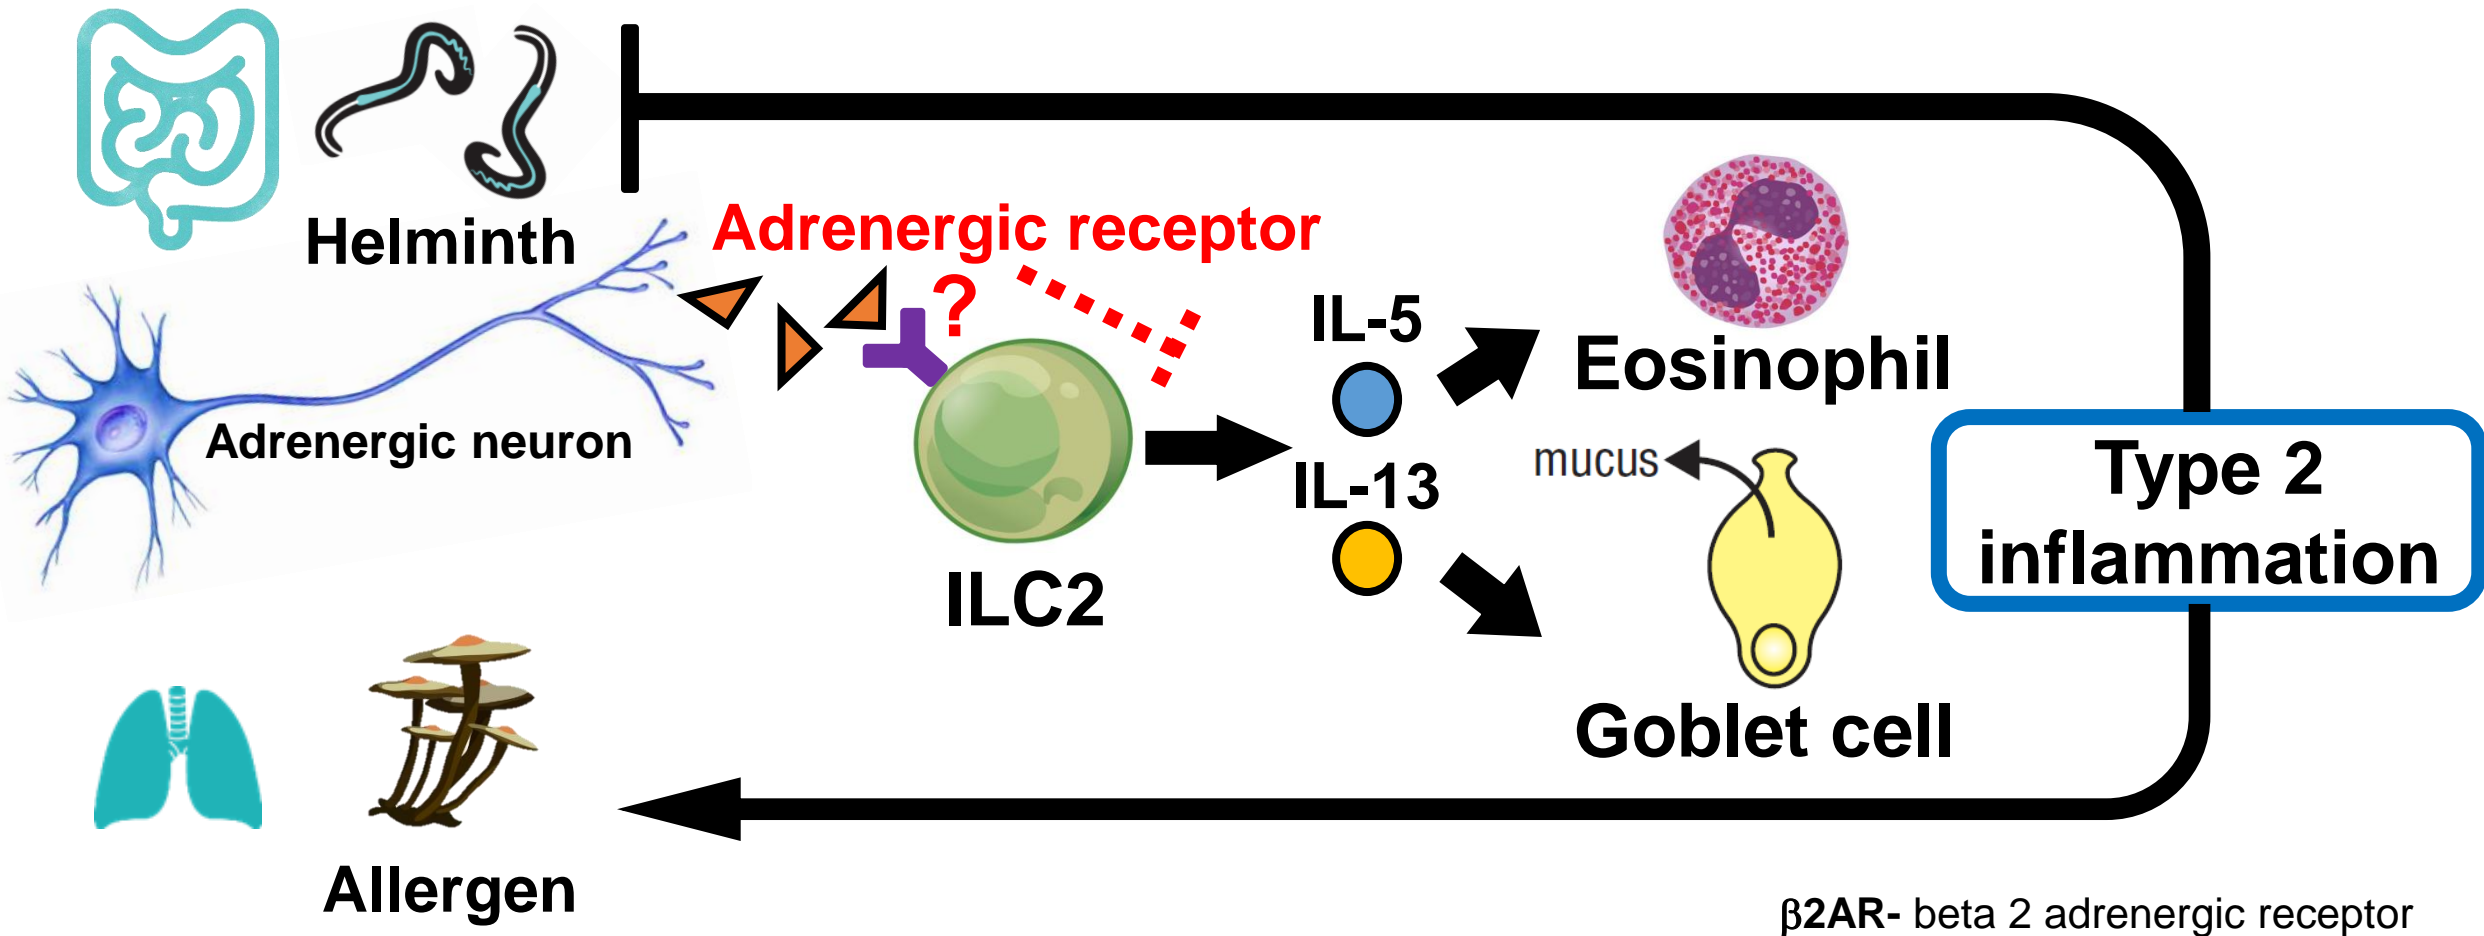 Helminth
Adrenergic receptor
?
Adrenergic neuron
ILC2
IL-5
IL-13
Eosinophil
mucus
Goblet cell
Type 2
inflammation
Allergen
β2AR- beta 2 adrenergic receptor